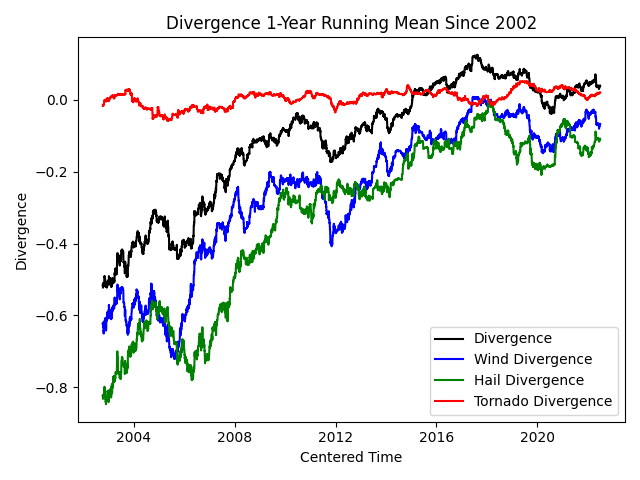 Divergence 1-Year Running Mean Since 2002
0.0
−0.2
−0.4
−0.6
−0.8
Divergence
Divergence
Wind Divergence
Hail Divergence
Tornado Divergence
2004 2008 2012 2016 2020
Centered Time